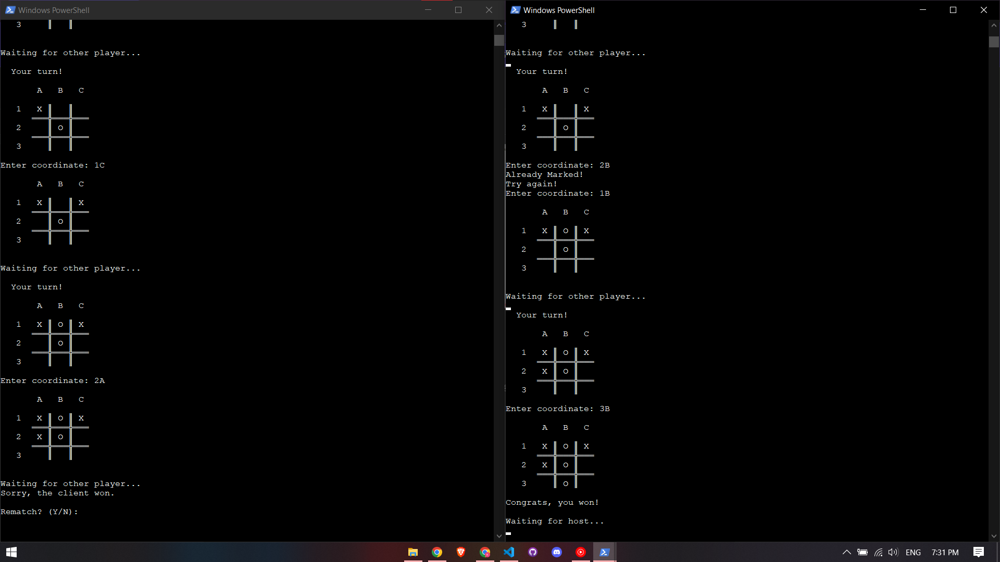 Windows PowerShell
3
Waiting for other player...
Your turn!
A B C
1 X
2 O
3
Enter coordinate: 1C
A B C
1 X X
2 O
3
Waiting for other player...
Your turn!
A B C
1 X O X
2 O
3
Enter coordinate: 2A
A B C
1 X O X
2 X O
3
Waiting for other player...
Sorry, the client won.
Rematch? (Y/N):
Windows PowerShell
3
Waiting for other player...
Your turn!
A B C
1 X X
2 O
3
Enter coordinate: 2B
Already Marked!
Try again!
Enter coordinate: 1B
A B C
1 X O X
2 O
3
Waiting for other player...
Your turn!
A B C
1 X O X
2 X O
3
Enter coordinate: 3B
A B C
1 X O X
2 X O
3 O
Congrats, you won!
Waiting for host...
ENG 7:31 PM